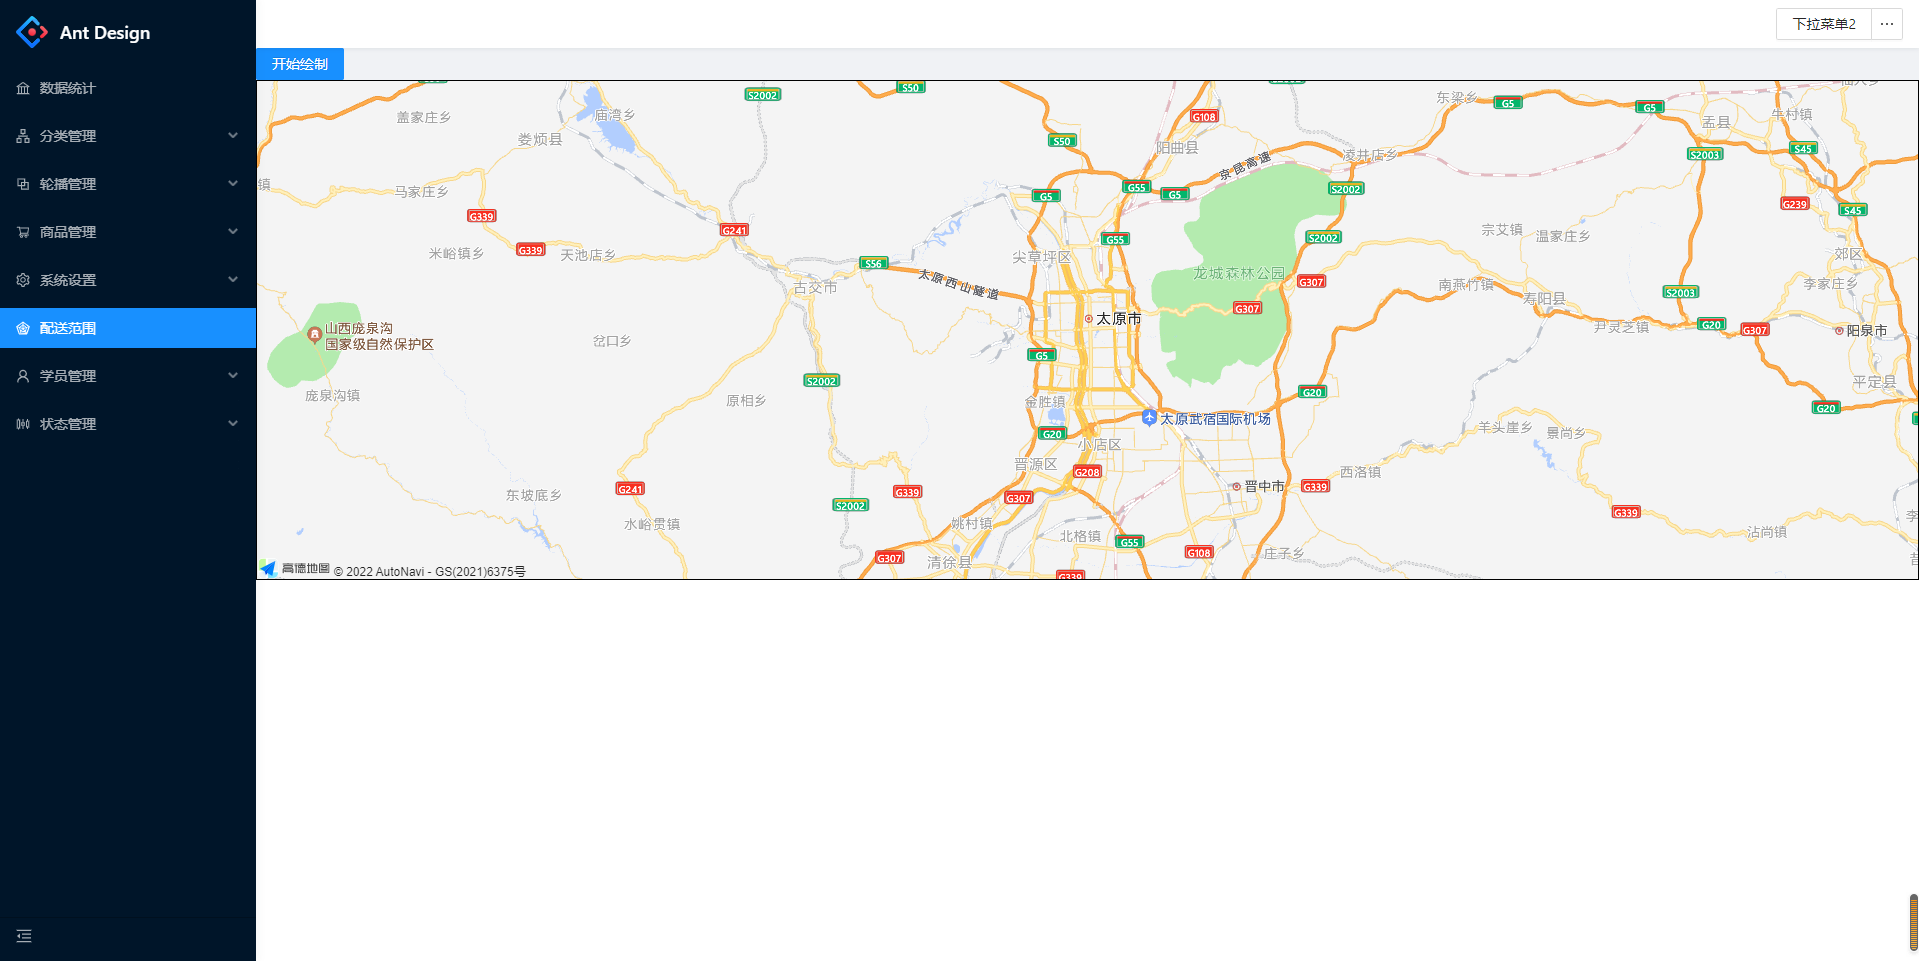 Ant Design
下拉菜单2
···
数据统计
分类管理
轮播管理
商品管理
系统设置
配送范围
学员管理
状态管理
开始绘制
S50
S2002
东梁乡
G5
G5
盖家庄乡
庙湾乡
G108
盂县
牛村镇
娄烦县
S50
阳曲县
凌井店乡
S2003
S45
京昆高速
镇
马家庄乡
G5
G55
G5
S2002
G339
G239
S45
G241
G55
S2002
宗艾镇
温家庄乡
米峪镇乡
G339
天池店乡
尖草坪区
郊区
S56
太原西山隧道
龙城森林公园
G307
古交市
南燕竹镇
寿阳县
S2003
李家庄乡
G307
太原市
山西庞泉沟
国家级自然保护区
尹灵芝镇
G20
G307
阳泉市
岔口乡
G5
S2002
平定县
庞泉沟镇
原相乡
金胜镇
G20
G20
太原武宿国际机场
G20
小店区
羊头崖乡
景尚乡
晋源区
G208
西洛镇
G241
东坡底乡
G339
G307
晋中市
G339
S2002
水峪贯镇
姚村镇
G339
沾尚镇
北格镇
G55
G307
清徐县
G108
庄子乡
G339
高德地图
© 2022 AutoNavi - GS(2021)6375号